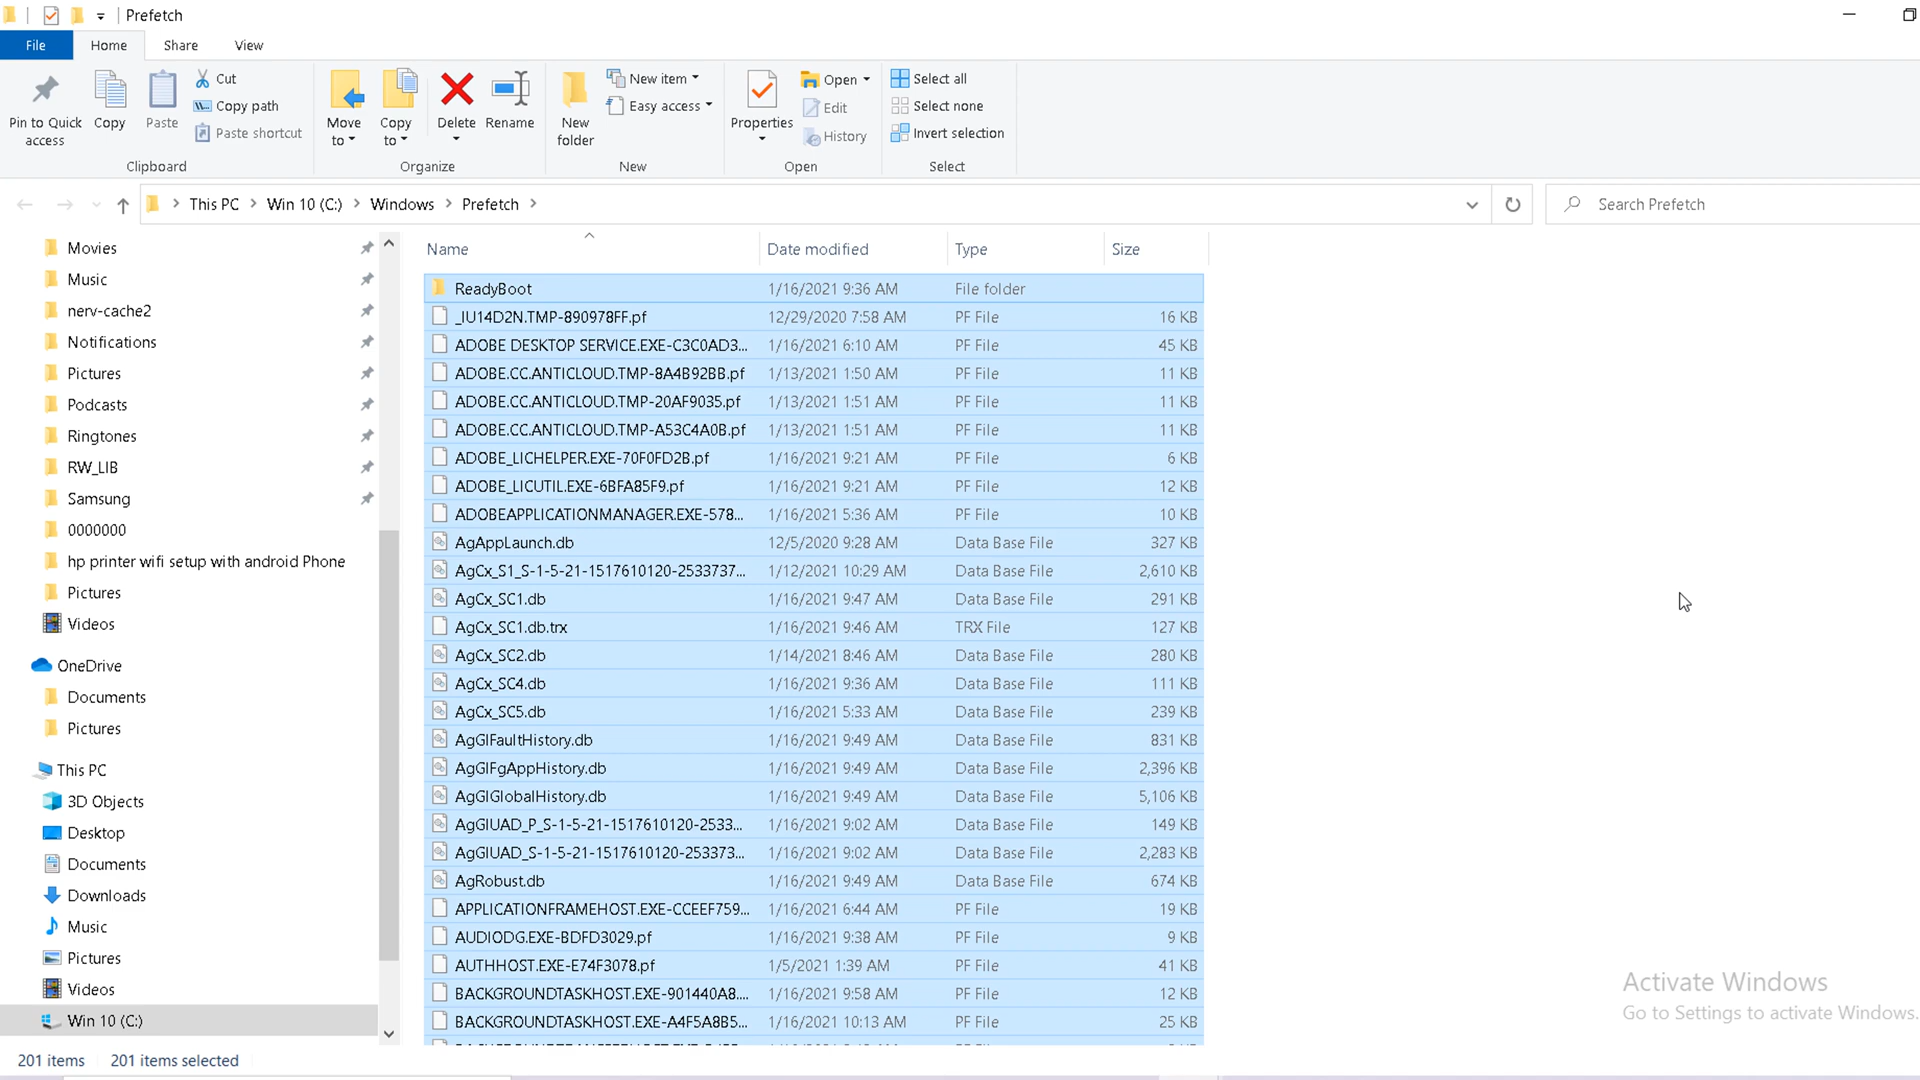 Prefetch
File Home Share View
Pin to Quick access
Copy
Paste
Cut
Copy path
Paste shortcut
Clipboard
Move to
Copy to
Delete
Rename
Organize
New folder
New item
Easy access
New
Properties
Open
Edit
History
Open
Select all
Select none
Invert selection
Select
This PC Win 10 (C:) Windows Prefetch
Search Prefetch
Movies
Music
nerv-cache2
Notifications
Pictures
Podcasts
Ringtones
RW_LIB
Samsung
0000000
hp printer wifi setup with android Phone
Pictures
Videos
OneDrive
Documents
Pictures
This PC
3D Objects
Desktop
Documents
Downloads
Music
Pictures
Videos
Win 10 (C:)
Name Date modified Type Size
ReadyBoot 1/16/2021 9:36 AM File folder
_IU14D2N.TMP-890978FF.pf 12/29/2020 7:58 AM PF File 16 KB
ADOBE DESKTOP SERVICE.EXE-C3C0AD3... 1/16/2021 6:10 AM PF File 45 KB
ADOBE.CC.ANTICLOUD.TMP-8A4B92BB.pf 1/13/2021 1:50 AM PF File 11 KB
ADOBE.CC.ANTICLOUD.TMP-20AF9035.pf 1/13/2021 1:51 AM PF File 11 KB
ADOBE.CC.ANTICLOUD.TMP-A53C4A0B.pf 1/13/2021 1:51 AM PF File 11 KB
ADOBE_LICHELPER.EXE-70F0FD2B.pf 1/16/2021 9:21 AM PF File 6 KB
ADOBE_LICUTIL.EXE-6BFA85F9.pf 1/16/2021 9:21 AM PF File 12 KB
ADOBEAPPLICATIONMANAGER.EXE-578... 1/16/2021 5:36 AM PF File 10 KB
AgAppLaunch.db 12/5/2020 9:28 AM Data Base File 327 KB
AgCx_S1_S-1-5-21-1517610120-2533737... 1/12/2021 10:29 AM Data Base File 2,610 KB
AgCx_SC1.db 1/16/2021 9:47 AM Data Base File 291 KB
AgCx_SC1.db.trx 1/16/2021 9:46 AM TRX File 127 KB
AgCx_SC2.db 1/14/2021 8:46 AM Data Base File 280 KB
AgCx_SC4.db 1/16/2021 9:36 AM Data Base File 111 KB
AgCx_SC5.db 1/16/2021 5:33 AM Data Base File 239 KB
AgGlFaultHistory.db 1/16/2021 9:49 AM Data Base File 831 KB
AgGlFgAppHistory.db 1/16/2021 9:49 AM Data Base File 2,396 KB
AgGlGlobalHistory.db 1/16/2021 9:49 AM Data Base File 5,106 KB
AgGlUAD_P_S-1-5-21-1517610120-2533... 1/16/2021 9:02 AM Data Base File 149 KB
AgGlUAD_S-1-5-21-1517610120-253373... 1/16/2021 9:02 AM Data Base File 2,283 KB
AgRobust.db 1/16/2021 9:49 AM Data Base File 674 KB
APPLICATIONFRAMEHOST.EXE-CCEEF759... 1/16/2021 6:44 AM PF File 19 KB
AUDIODG.EXE-BDFD3029.pf 1/16/2021 9:38 AM PF File 9 KB
AUTHHOST.EXE-E74F3078.pf 1/5/2021 1:39 AM PF File 41 KB
BACKGROUNDTASKHOST.EXE-901440A8.... 1/16/2021 9:58 AM PF File 12 KB
BACKGROUNDTASKHOST.EXE-A4F5A8B5... 1/16/2021 10:13 AM PF File 25 KB
Activate Windows
Go to Settings to activate Windows.
201 items 201 items selected